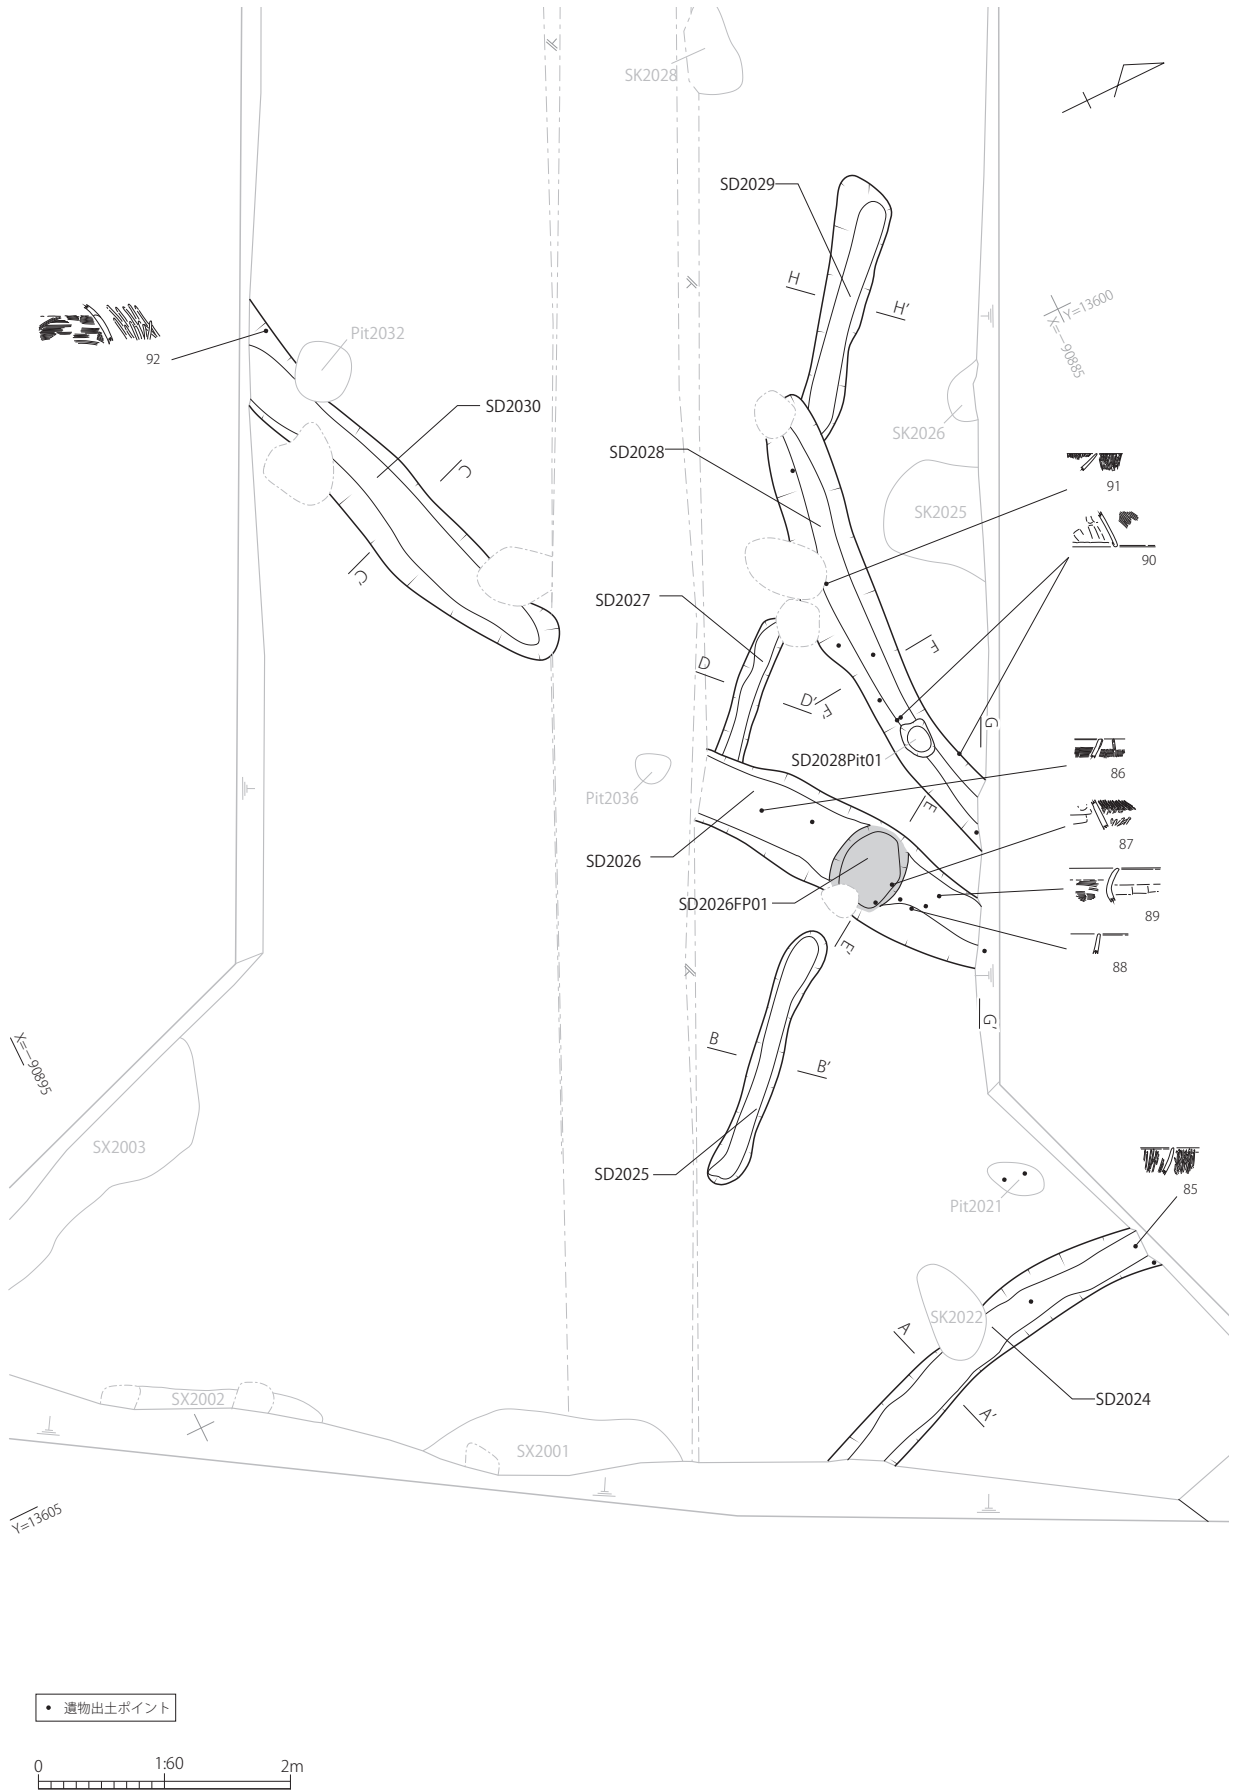 SK2028
SD2029
H
H'
Y=13600
X=-90885
92
Pit2032
SD2030
C
C'
SK2026
SD2028
SK2025
91
90
SD2027
D
D'
F
F'
G
SD2028Pit01
86
Pit2036
E
87
SD2026
SD2026FP01
89
E'
88
G'
X=-90895
B
B'
SX2003
SD2025
Pit2021
85
SK2022
A
A'
SD2024
SX2002
SX2001
Y=13605
• 遺物出土ポイント
0 1:60 2m